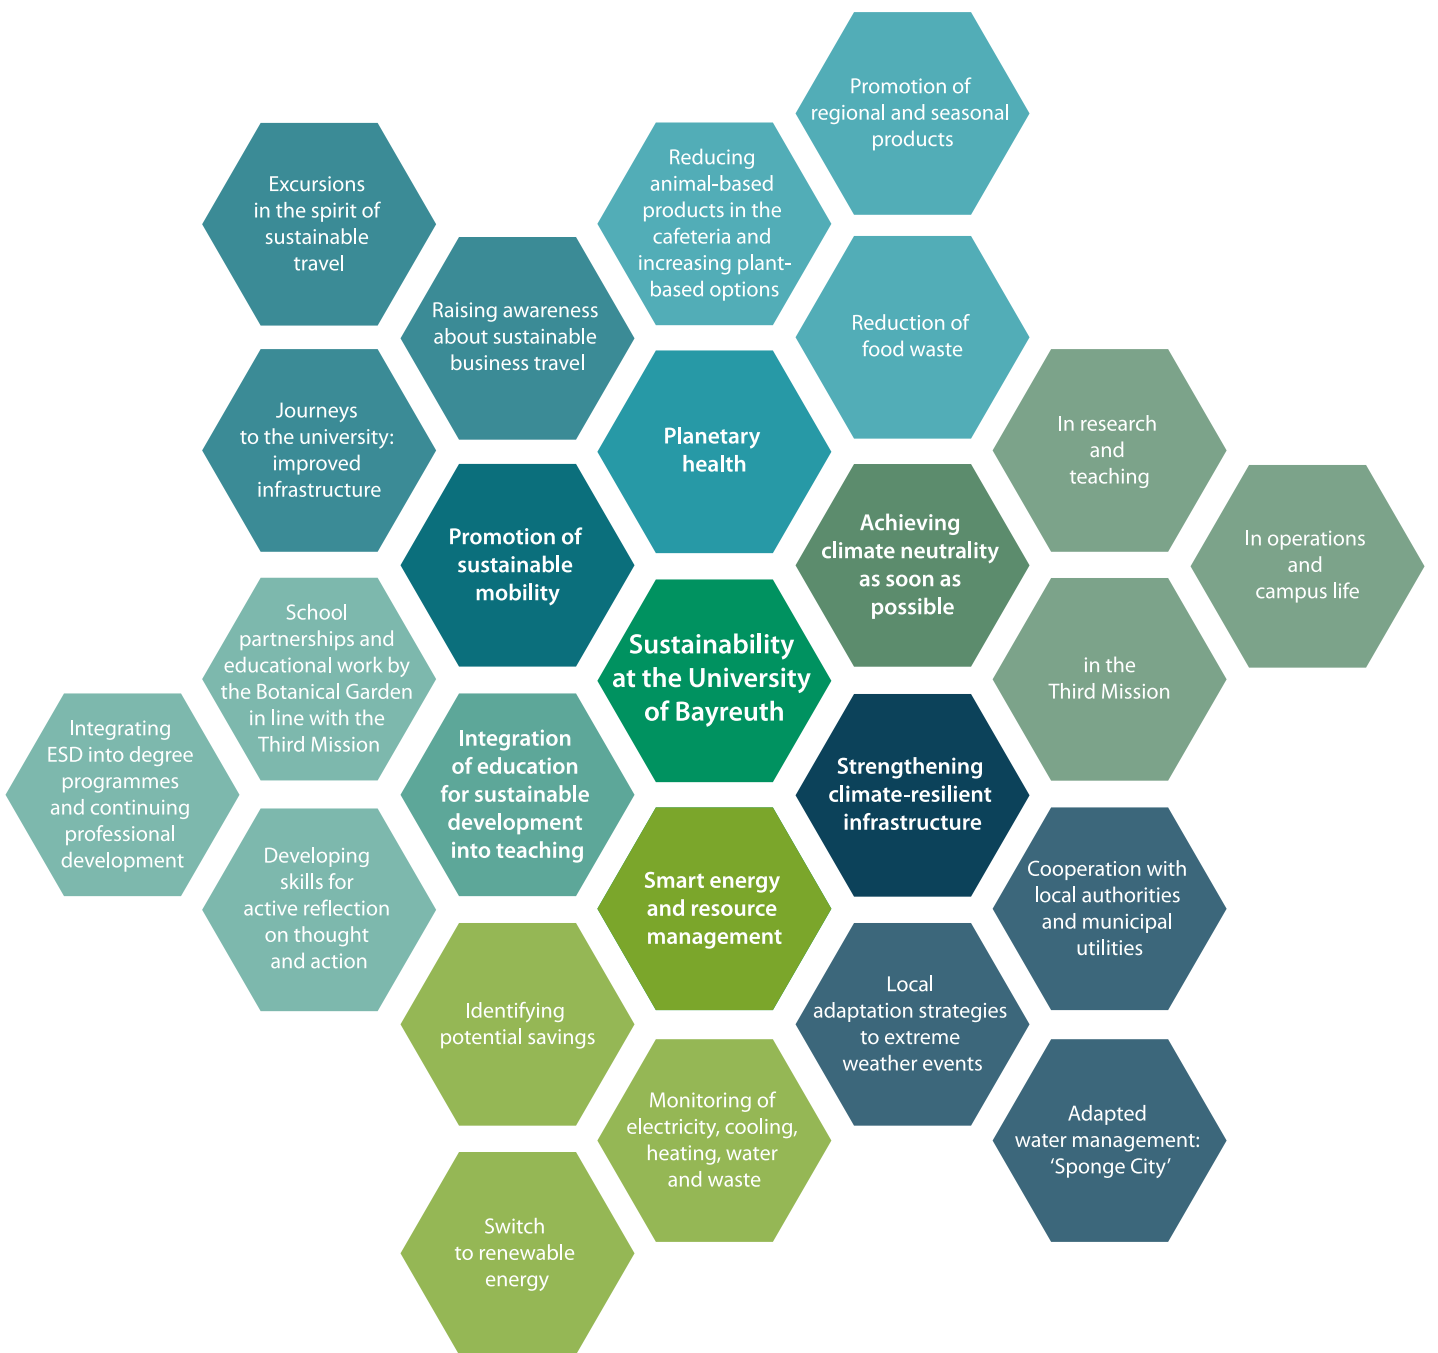 Promotion of
regional and seasonal
products
Reducing
animal-based
products in the
cafeteria and
increasing plant-
based options
Excursions
in the spirit of
sustainable
travel
Raising awareness
about sustainable
business travel
Reduction of
food waste
Journeys
to the university:
improved
infrastructure
Planetary
health
In research
and
teaching
Promotion of
sustainable
mobility
Achieving
climate neutrality
as soon as
possible
In operations
and
campus life
School
partnerships and
educational work by
the Botanical Garden
in line with the
Third Mission
Sustainability
at the University
of Bayreuth
in the
Third Mission
Integrating
ESD into degree
programmes
and continuing
professional
development
Integration
of education
for sustainable
development
into teaching
Strengthening
climate-resilient
infrastructure
Developing
skills for
active reflection
on thought
and action
Smart energy
and resource
management
Cooperation with
local authorities
and municipal
utilities
Identifying
potential savings
Local
adaptation strategies
to extreme
weather events
Monitoring of
electricity, cooling,
heating, water
and waste
Adapted
water management:
‘Sponge City’
Switch
to renewable
energy